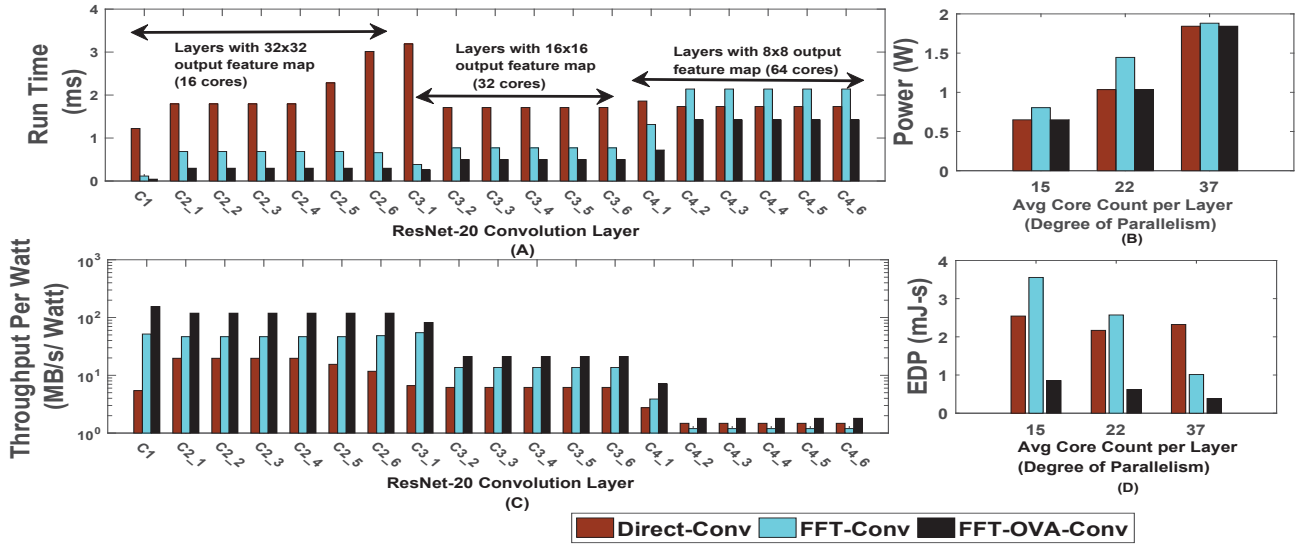 Run Time
(ms)
4
3
2
1
0
Layers with 32x32
output feature map
(16 cores)
Layers with 16x16
output feature map
(32 cores)
Layers with 8x8 output
feature map (64 cores)
C1
C2_1
C2_2
C2_3
C2_4
C2_5
C2_6
C3_1
C3_2
C3_3
C3_4
C3_5
C3_6
C4_1
C4_2
C4_3
C4_4
C4_5
C4_6
ResNet-20 Convolution Layer
(A)
Power (W)
2
1.5
1
0.5
0
15 22 37
Avg Core Count per Layer
(Degree of Parallelism)
(B)
Throughput Per Watt
(MB/s/ Watt)
10³
10²
10¹
10⁰
C1
C2_1
C2_2
C2_3
C2_4
C2_5
C2_6
C3_1
C3_2
C3_3
C3_4
C3_5
C3_6
C4_1
C4_2
C4_3
C4_4
C4_5
C4_6
ResNet-20 Convolution Layer
(C)
EDP (mJ-s)
4
3
2
1
0
15 22 37
Avg Core Count per Layer
(Degree of Parallelism)
(D)
Direct-Conv FFT-Conv FFT-OVA-Conv